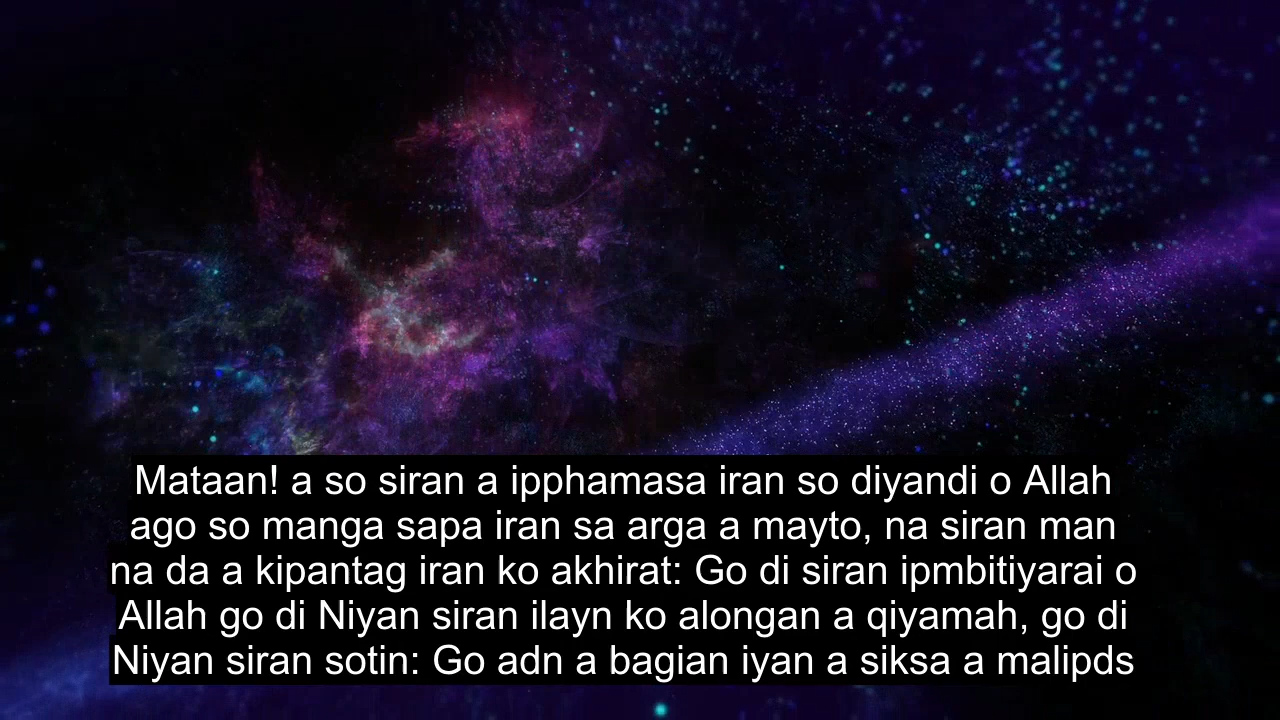 Mataan! a so siran a ipphamasa iran so diyandi o Allah
ago so manga sapa iran sa arga a mayto, na siran man
na da a kipantag iran ko akhirat: Go di siran ipmbitiyarai o
Allah go di Niyan siran ilayn ko alongan a qiyamah, go di
Niyan siran sotin: Go adn a bagian iyan a siksa a malipds